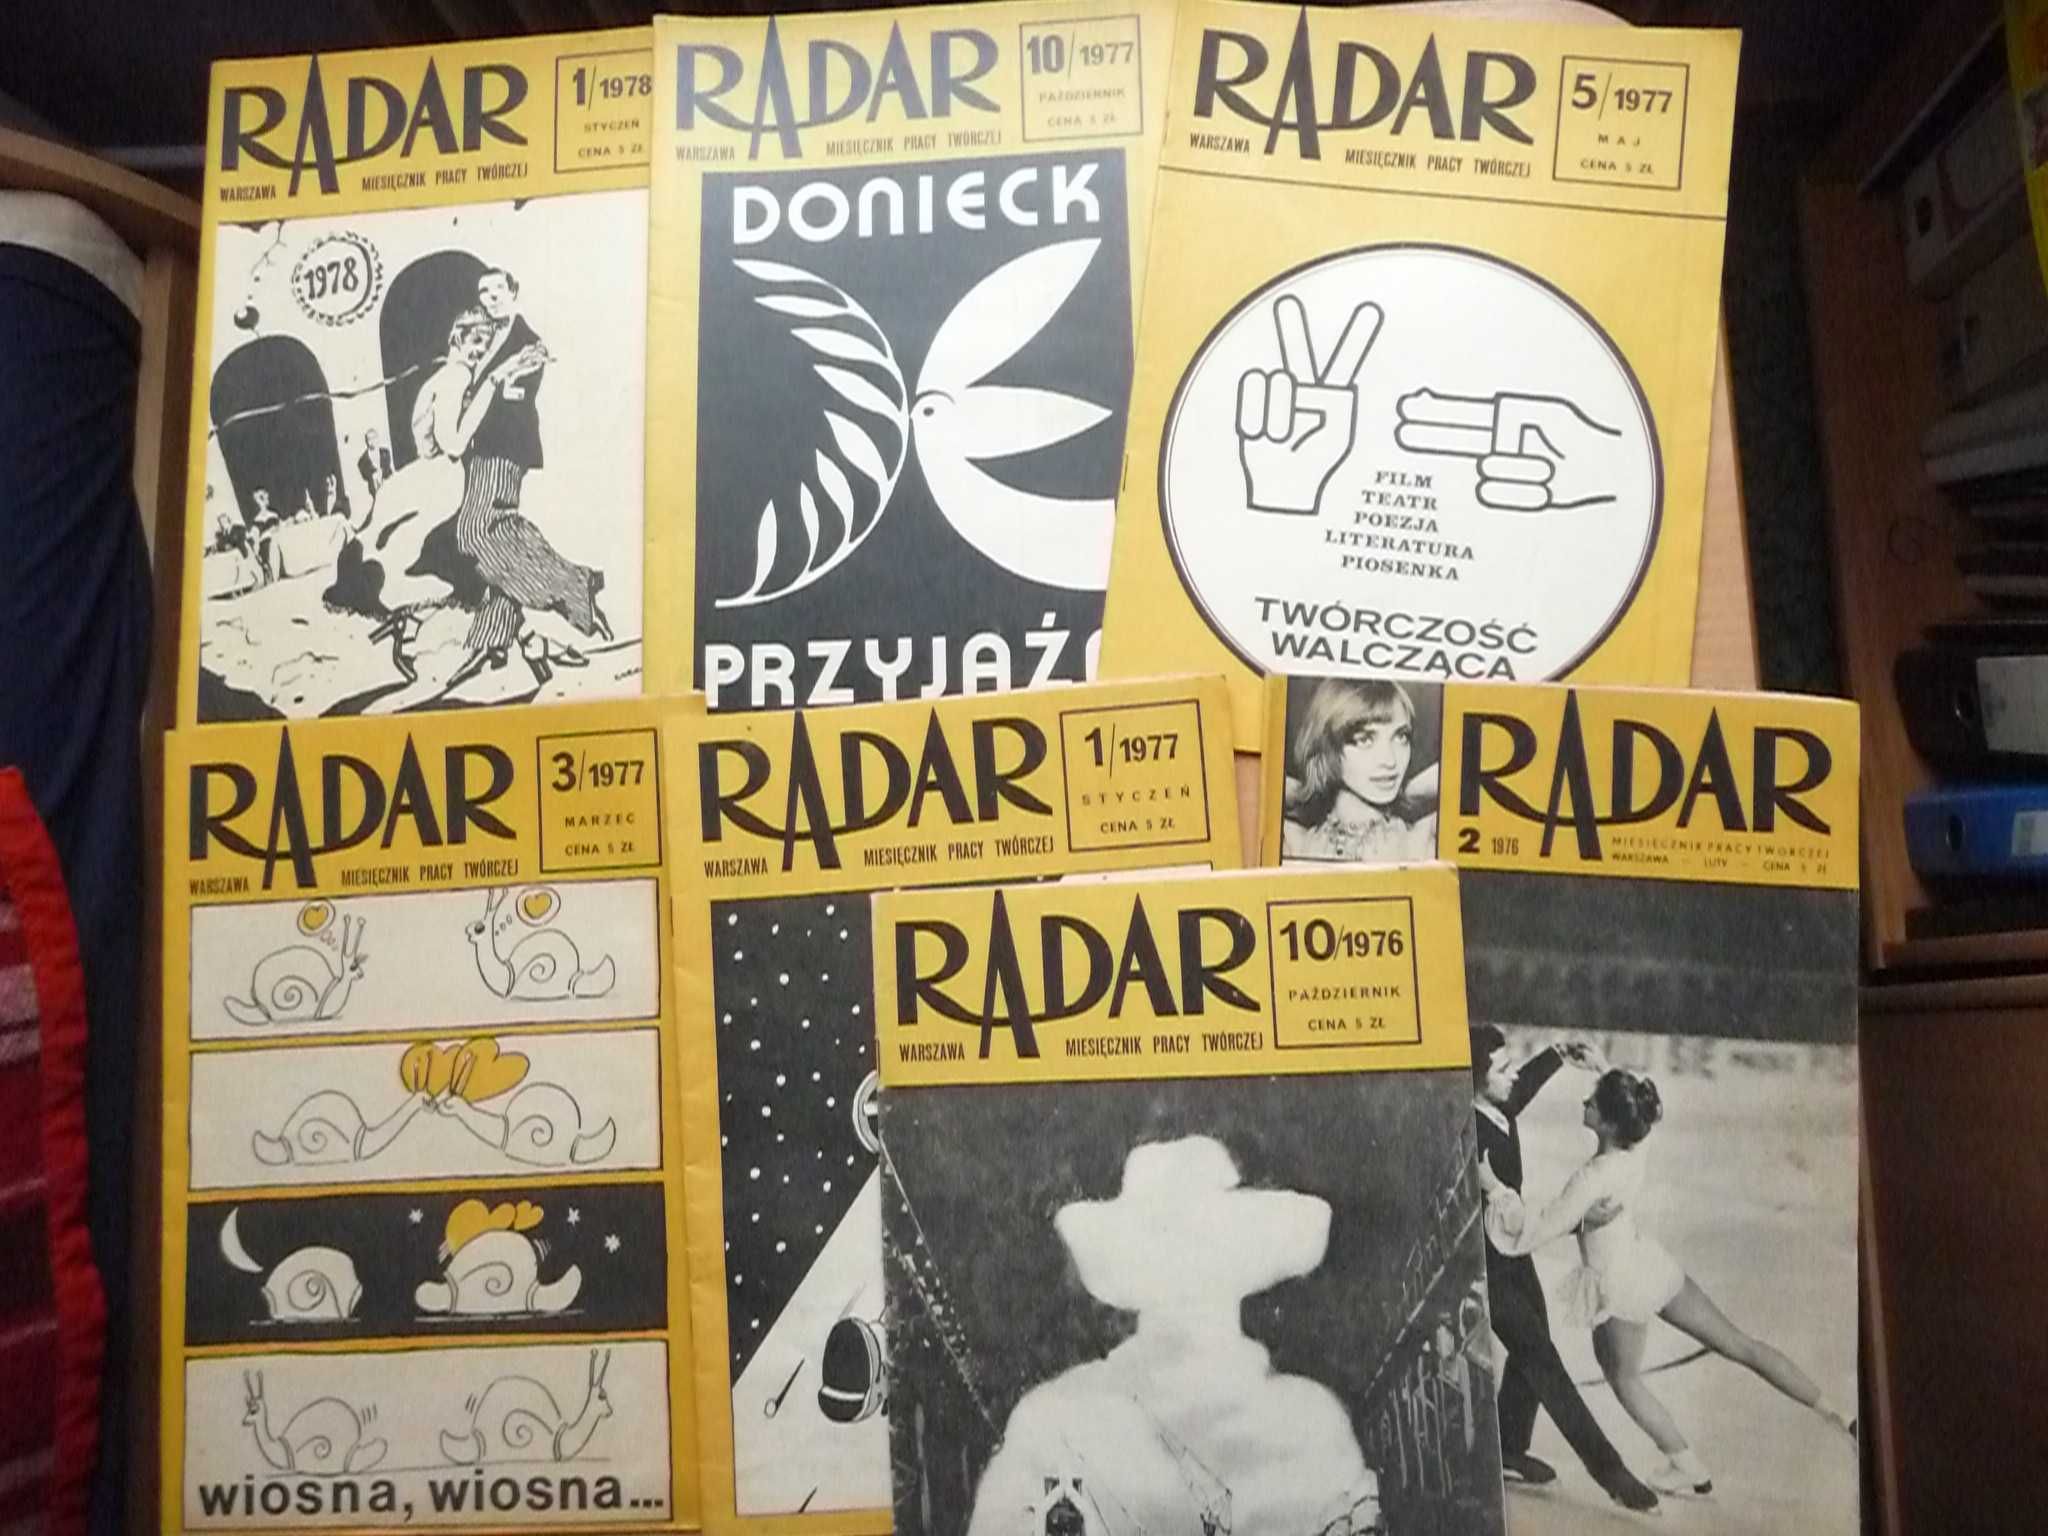 RADAR
1/1978
STYCZEŃ
CENA 5 ZŁ
WARSZAWA
MIESIĘCZNIK PRACY TWÓRCZEJ
1978
RADAR
10/1977
PAŹDZIERNIK
CENA 5 ZŁ
WARSZAWA
MIESIĘCZNIK PRACY TWÓRCZEJ
DONIECK
PRZYJAŹ
RADAR
5/1977
MAJ
CENA 5 ZŁ
WARSZAWA
MIESIĘCZNIK PRACY TWÓRCZEJ
FILM
TEATR
POEZJA
LITERATURA
PIOSENKA
TWÓRCZOŚĆ
WALCZĄCA
RADAR
3/1977
MARZEC
CENA 5 ZŁ
WARSZAWA
MIESIĘCZNIK PRACY TWÓRCZEJ
wiosna, wiosna...
RADAR
1/1977
STYCZEŃ
CENA 5 ZŁ
WARSZAWA
MIESIĘCZNIK PRACY TWÓRCZEJ
RADAR
2 1976
MIESIĘCZNIK PRACY TWÓRCZEJ
WARSZAWA - LUTY - CENA 5 ZŁ
RADAR
10/1976
PAŹDZIERNIK
CENA 5 ZŁ
WARSZAWA
MIESIĘCZNIK PRACY TWÓRCZEJ